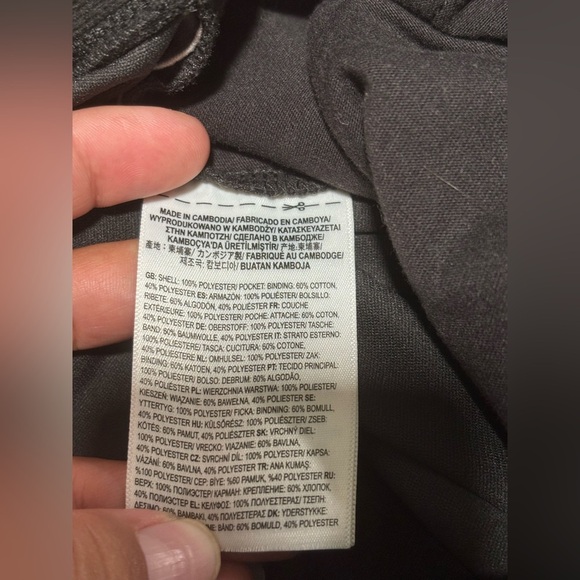 MADE IN CAMBODIA/ FABRICADO EN CAMBOYA/
WYPRODUKOWANO W KAMBODŻY/ ΚΑΤΑΣΚΕΥΑΖΕΤΑΙ
ΣΤΗΝ ΚΑΜΠΟΤΖΗ/ СДЕЛАНО В КАМБОДЖЕ/
KAMBOÇYA'DA ÜRETİLMİŞTİR/ 产地:柬埔寨/
產地:柬埔寨/ カンボジア製/ FABRIQUÉ AU CAMBODGE/
제조국: 캄보디아/ BUATAN KAMBOJA
GB: SHELL: 100% POLYESTER/ POCKET: BINDING: 60% COTTON,
40% POLYESTER ES: ARMAZÓN: 100% POLIÉSTER/ BOLSILLO:
RIBETE: 60% ALGODÓN, 40% POLIÉSTER FR: COUCHE
EXTÉRIEURE: 100% POLYESTER/ POCHE: ATTACHE: 60% COTON,
40% POLYESTER DE: OBERSTOFF: 100% POLYESTER/ TASCHE:
BAND: 60% BAUMWOLLE, 40% POLYESTER IT: STRATO ESTERNO:
100% POLIESTERE/ TASCA: CUCITURA: 60% COTONE,
40% POLIESTERE NL: OMHULSEL: 100% POLYESTER/ ZAK:
BINDING: 60% KATOEN, 40% POLYESTER PT: TECIDO PRINCIPAL:
100% POLIÉSTER/ BOLSO: DEBRUM: 60% ALGODÃO,
40% POLIÉSTER PL: WIERZCHNIA WARSTWA: 100% POLIESTER/
KIESZEŃ: WIĄZANIE: 60% BAWEŁNA, 40% POLIESTER SE:
YTTERTYG: 100% POLYESTER/ FICKA: BINDNING: 60% BOMULL,
40% POLYESTER HU: KÜLSŐRÉSZ: 100% POLIÉSZTER/ ZSEB:
KÖTÉS: 60% PAMUT, 40% POLIÉSZTER SK: VRCHNÝ DIEL:
100% POLYESTER/ VRECKO: VIAZANIE: 60% BAVLNA,
40% POLYESTER CZ: SVRCHNÍ DÍL: 100% POLYESTER/ KAPSA:
VÁZÁNÍ: 60% BAVLNA, 40% POLYESTER TR: ANA KUMAŞ:
%100 POLYESTER/ CEP: BİYE: %60 PAMUK, %40 POLYESTER RU:
ВЕРХ: 100% ПОЛИЭСТЕР/ КАРМАН: КРЕПЛЕНИЕ: 60% ХЛОПОК,
40% ПОЛИЭСТЕР EL: ΚΕΛΥΦΟΣ: 100% ΠΟΛΥΕΣΤΕΡΑΣ/ ΤΣΕΠΗ:
ΔΕΣΙΜΟ: 60% ΒΑΜΒΑΚΙ, 40% ΠΟΛΥΕΣΤΕΡΑΣ DK: YDERSTYKKE:
BÅND: 60% BOMULD, 40% POLYESTER